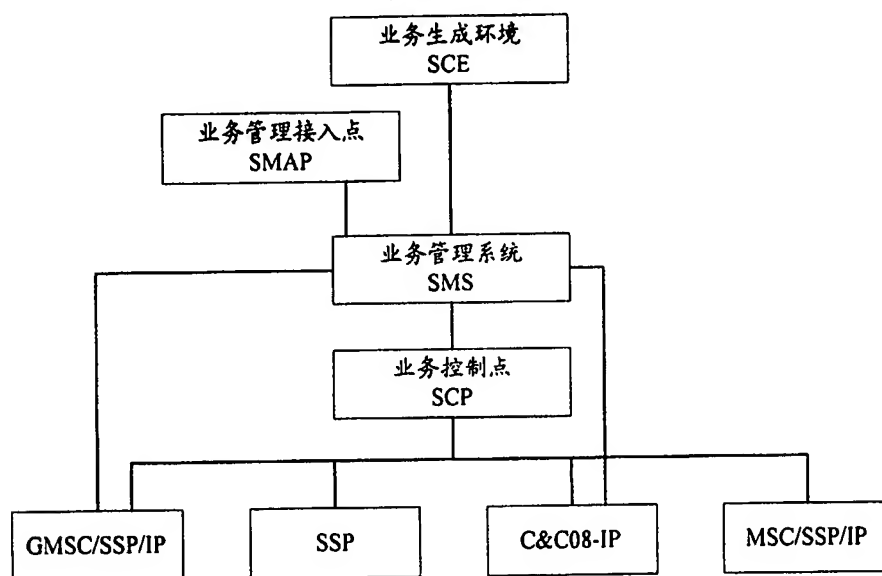 业务生成环境
SCE
业务管理接入点
SMAP
业务管理系统
SMS
业务控制点
SCP
GMSC/SSP/IP
SSP
C&C08-IP
MSC/SSP/IP